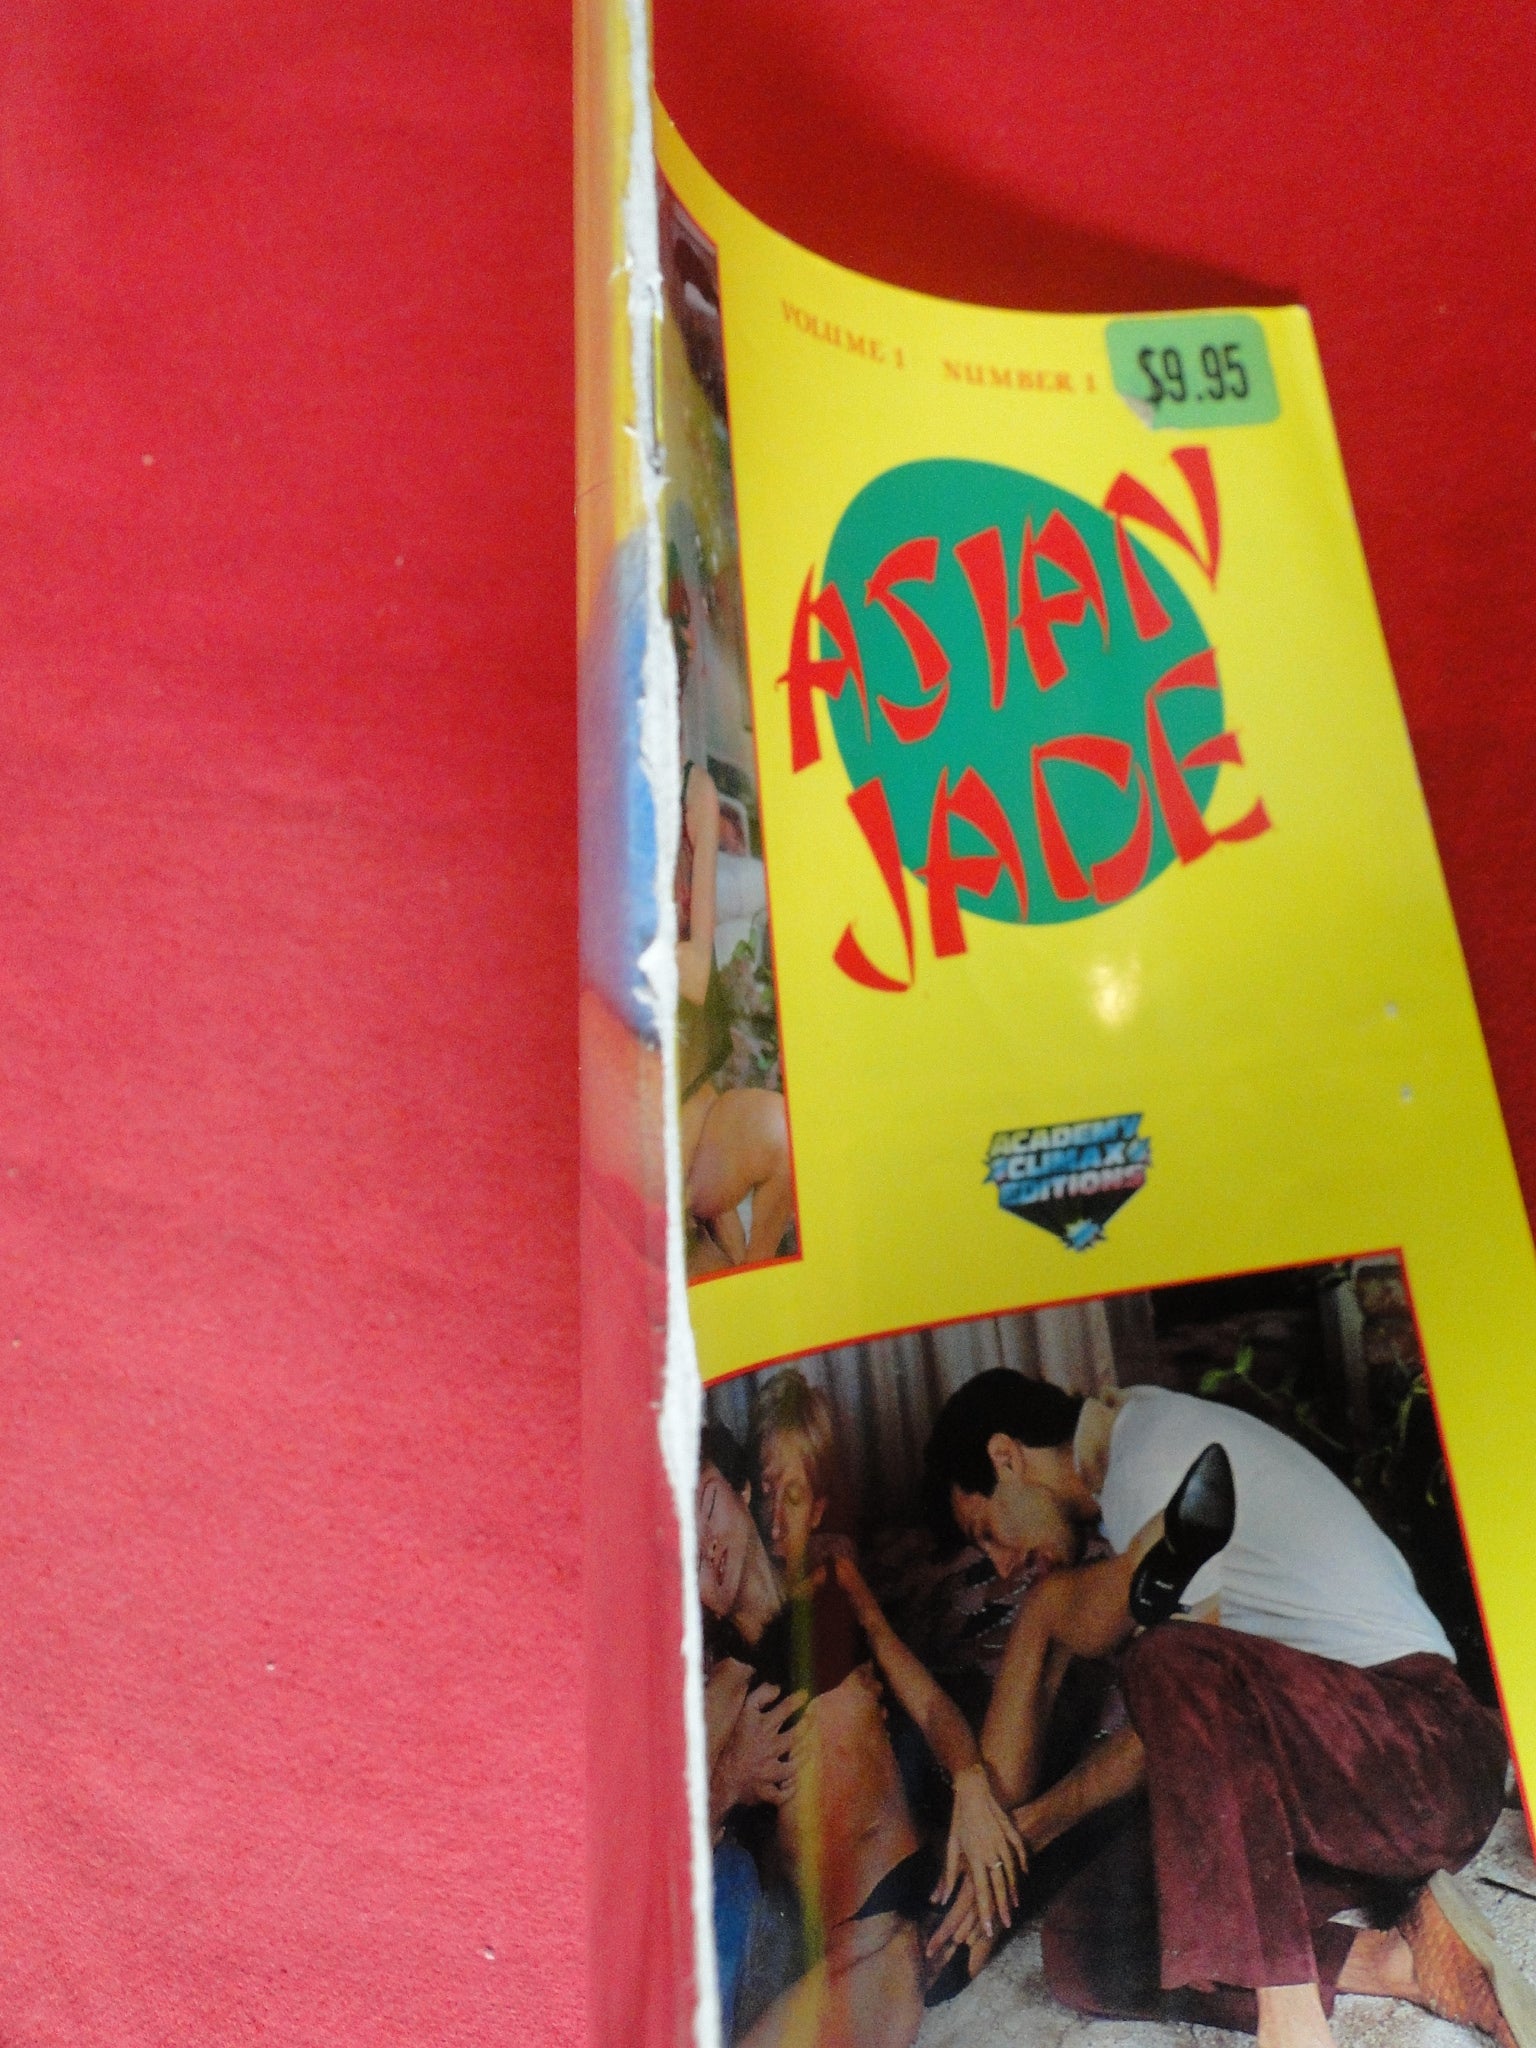 VOLUME 1 NUMBER 1
$9.95
ASIAN
JADE
ACADEMY
CLIMAX
EDITIONS